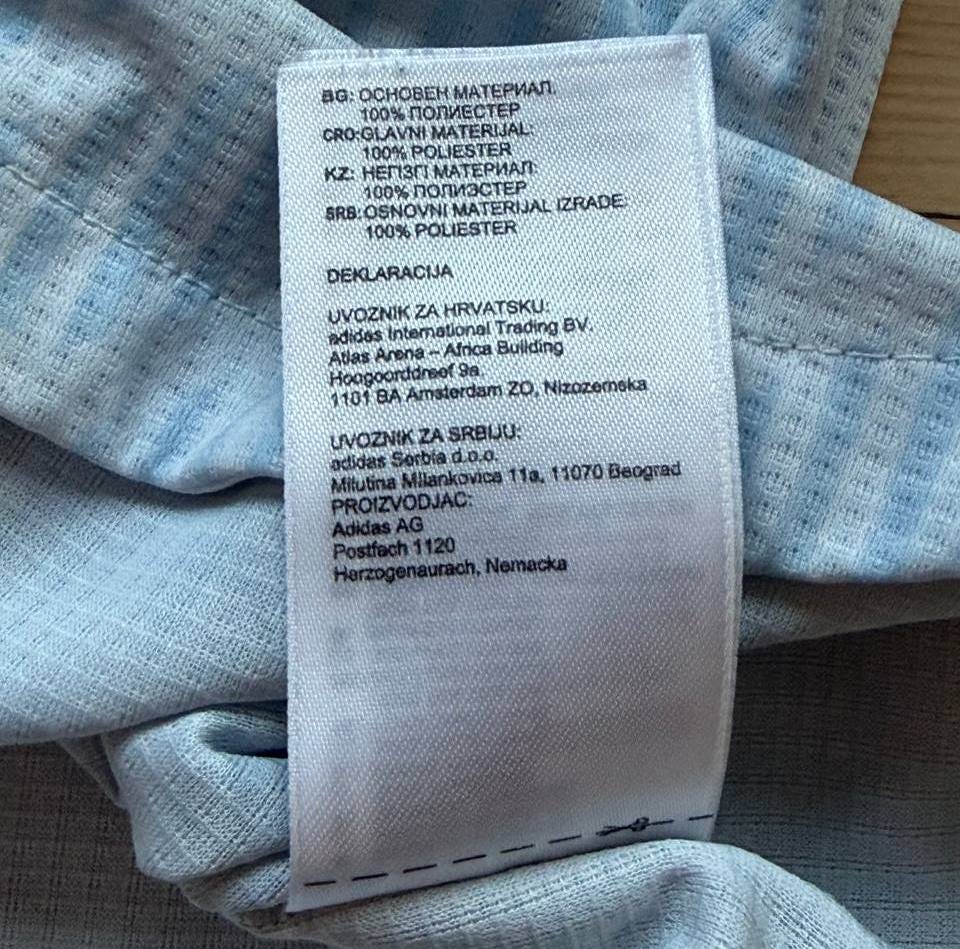 BG: ОСНОВЕН МАТЕРИАЛ:
100% ПОЛИЕСТЕР
CRO:GLAVNI MATERIJAL:
100% POLIESTER
KZ: НЕГІЗГІ МАТЕРИАЛ:
100% ПОЛИЭСТЕР
SRB:OSNOVNI MATERIJAL IZRADE:
100% POLIESTER
DEKLARACIJA
UVOZNIK ZA HRVATSKU:
adidas International Trading BV.
Atlas Arena – Africa Building
Hoogoorddreef 9a
1101 BA Amsterdam ZO, Nizozemska
UVOZNIK ZA SRBIJU:
adidas Serbia d.o.o.
Milutina Milankovica 11a, 11070 Beograd
PROIZVODJAC:
Adidas AG
Postfach 1120
Herzogenaurach, Nemacka